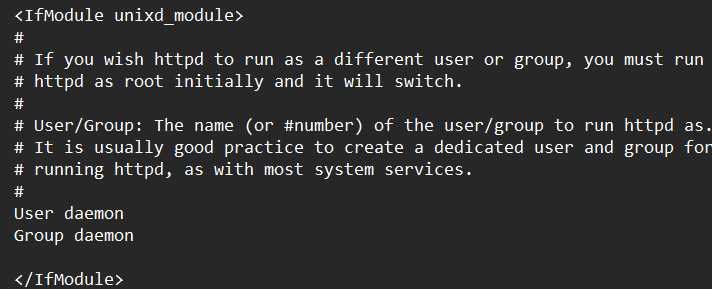 <IfModule unixd_module>
#
# If you wish httpd to run as a different user or group, you must run
# httpd as root initially and it will switch.
#
# User/Group: The name (or #number) of the user/group to run httpd as.
# It is usually good practice to create a dedicated user and group for
# running httpd, as with most system services.
#
User daemon
Group daemon

</IfModule>